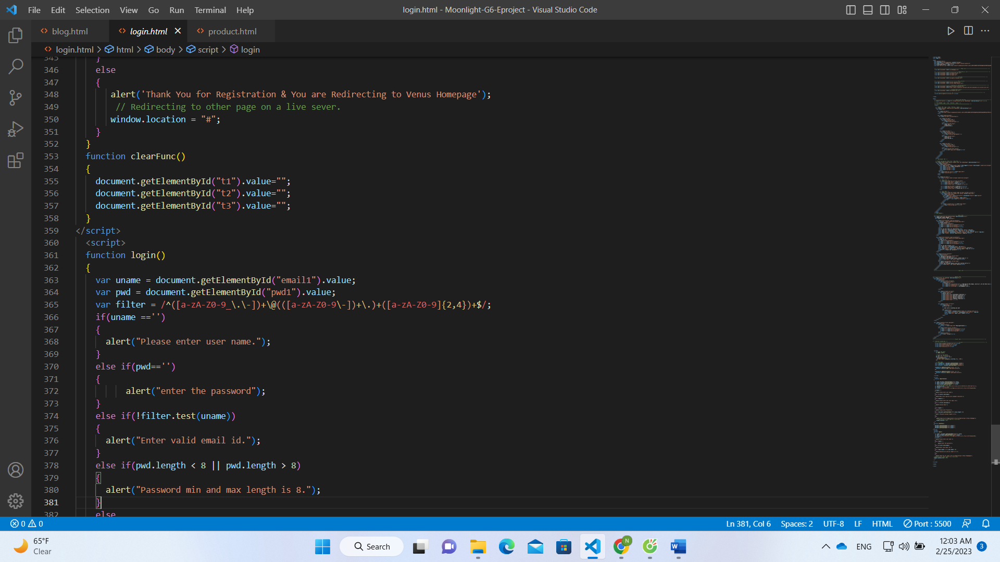 File Edit Selection View Go Run Terminal Help
login.html - Moonlight-G6-Eproject - Visual Studio Code
blog.html
login.html
product.html
login.html > html > body > script > login
345 }
346 else
347 {
348 alert('Thank You for Registration & You are Redirecting to Venus Homepage');
349 // Redirecting to other page on a live sever.
350 window.location = "#";
351 }
352 }
353 function clearFunc()
354 {
355 document.getElementById("t1").value="";
356 document.getElementById("t2").value="";
357 document.getElementById("t3").value="";
358 }
359 </script>
360 <script>
361 function login()
362 {
363 var uname = document.getElementById("email1").value;
364 var pwd = document.getElementById("pwd1").value;
365 var filter = /^([a-zA-Z0-9_\.\-])+\@(([a-zA-Z0-9\-])+\.)+([a-zA-Z0-9]{2,4})+$/;
366 if(uname =='')
367 {
368 alert("Please enter user name.");
369 }
370 else if(pwd=='')
371 {
372 alert("enter the password");
373 }
374 else if(!filter.test(uname))
375 {
376 alert("Enter valid email id.");
377 }
378 else if(pwd.length < 8 || pwd.length > 8)
379 {
380 alert("Password min and max length is 8.");
381 }
382 else
0 0
Ln 381, Col 6 Spaces: 2 UTF-8 LF HTML Port : 5500
65°F
Clear
Search
N
W
ENG
12:03 AM
2/25/2023
3